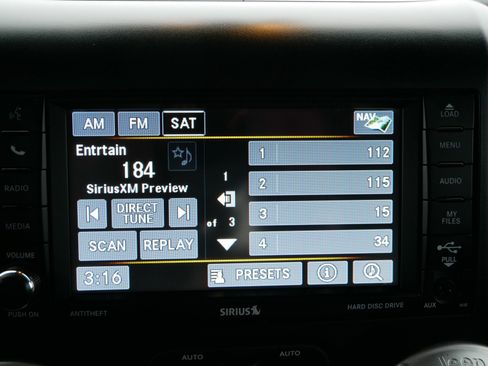 AM FM SAT NAV
LOAD
Entrtain
184
SiriusXM Preview
1 112
MENU
1
2 115
RADIO
AUDIO
DIRECT TUNE
of 3
3 15
MY FILES
MEDIA
SCAN REPLAY
4 34
VOLUME
PULL
3:16 PRESETS
PUSH ON ANTITHEFT SIRIUS HARD DISC DRIVE AUX
AUTO AUTO
Jeep